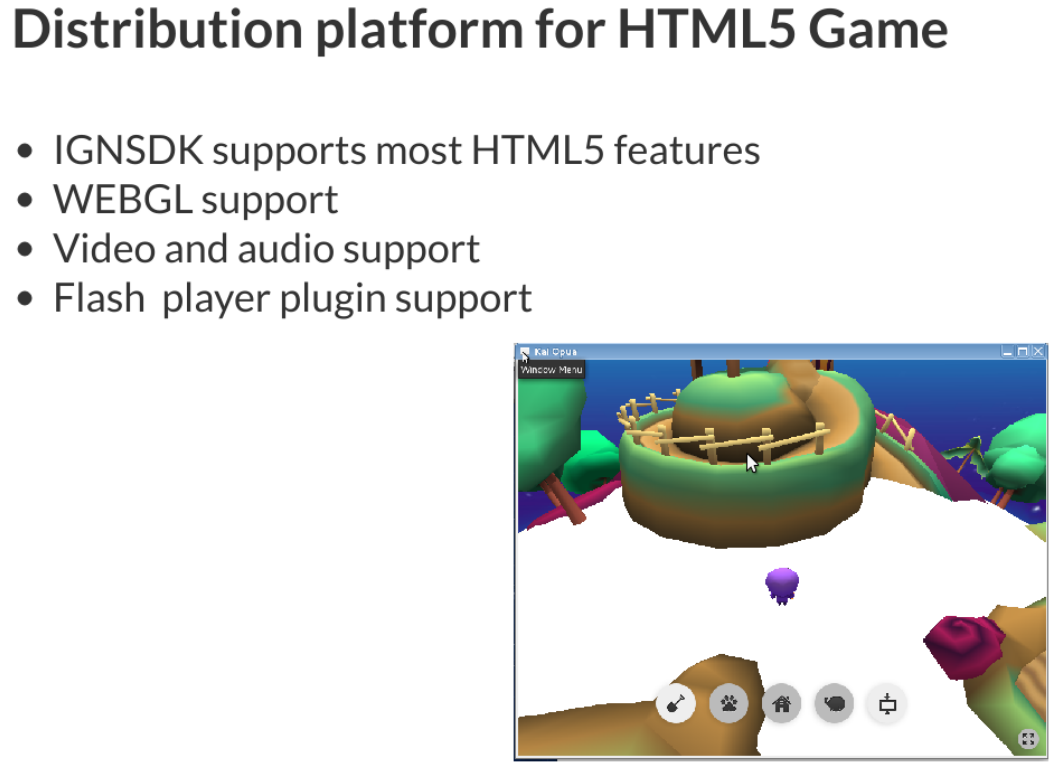 Distribution platform for HTML5 Game
• IGNSDK supports most HTML5 features
• WEBGL support
• Video and audio support
• Flash player plugin support
Kai Opua
Window Menu